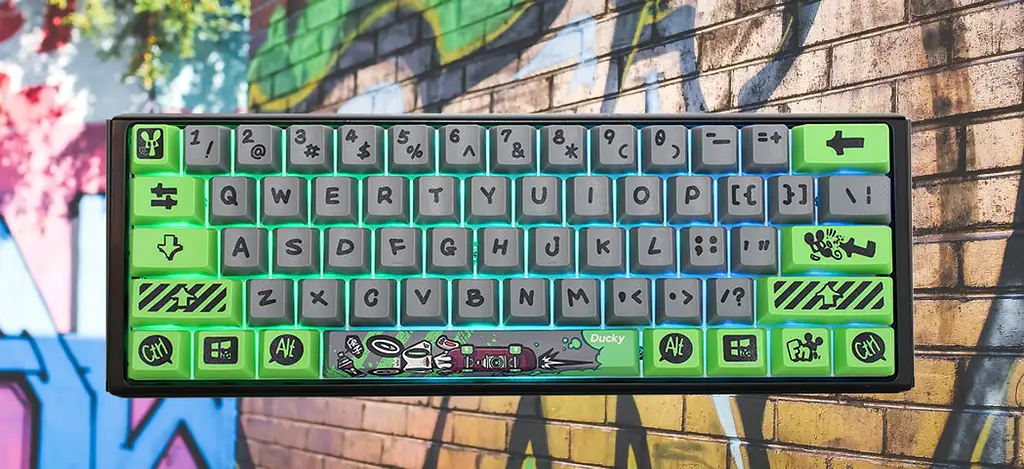 1 ! 2 @ 3 # 4 $ 5 % 6 ^ 7 & 8 * 9 ( 0 ) - _ = +
Q W E R T Y U I O P [ { } ] \ |
A S D F G H J K L ; : ' "
Z X C V B N M , < . > / ?
Ctrl Alt Ducky Alt Fn Ctrl